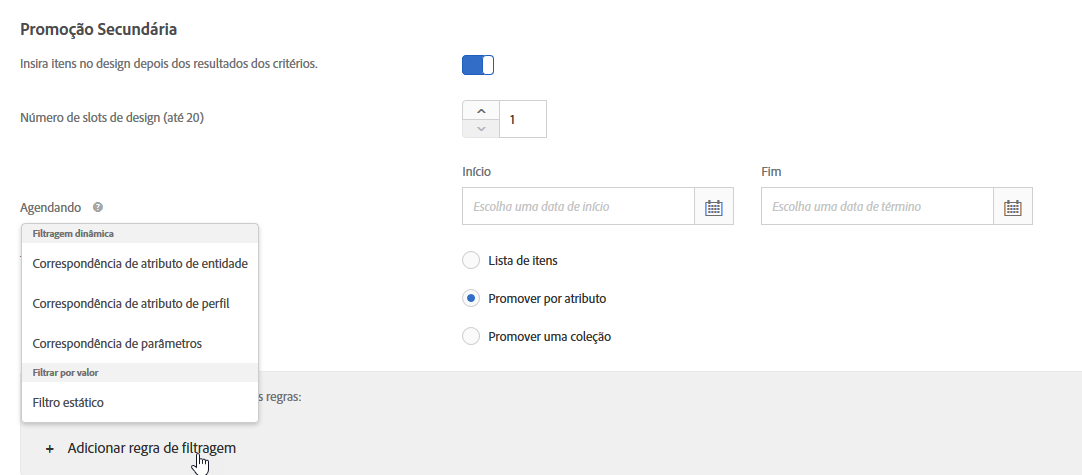 Promoção Secundária
Insira itens no design depois dos resultados dos critérios.
Número de slots de design (até 20)
1
Início
Fim
Agendando
Escolha uma data de início
Escolha uma data de término
Filtragem dinâmica
Correspondência de atributo de entidade
Correspondência de atributo de perfil
Correspondência de parâmetros
Filtrar por valor
Filtro estático
Lista de itens
Promover por atributo
Promover uma coleção
regras:
+ Adicionar regra de filtragem